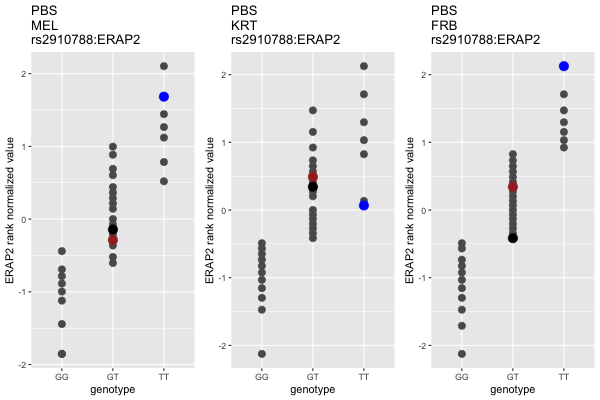 PBS
MEL
rs2910788:ERAP2
ERAP2 rank normalized value
2
1
0
-1
-2
GG
GT
TT
genotype
PBS
KRT
rs2910788:ERAP2
ERAP2 rank normalized value
2
1
0
-1
-2
GG
GT
TT
genotype
PBS
FRB
rs2910788:ERAP2
ERAP2 rank normalized value
2
1
0
-1
-2
GG
GT
TT
genotype